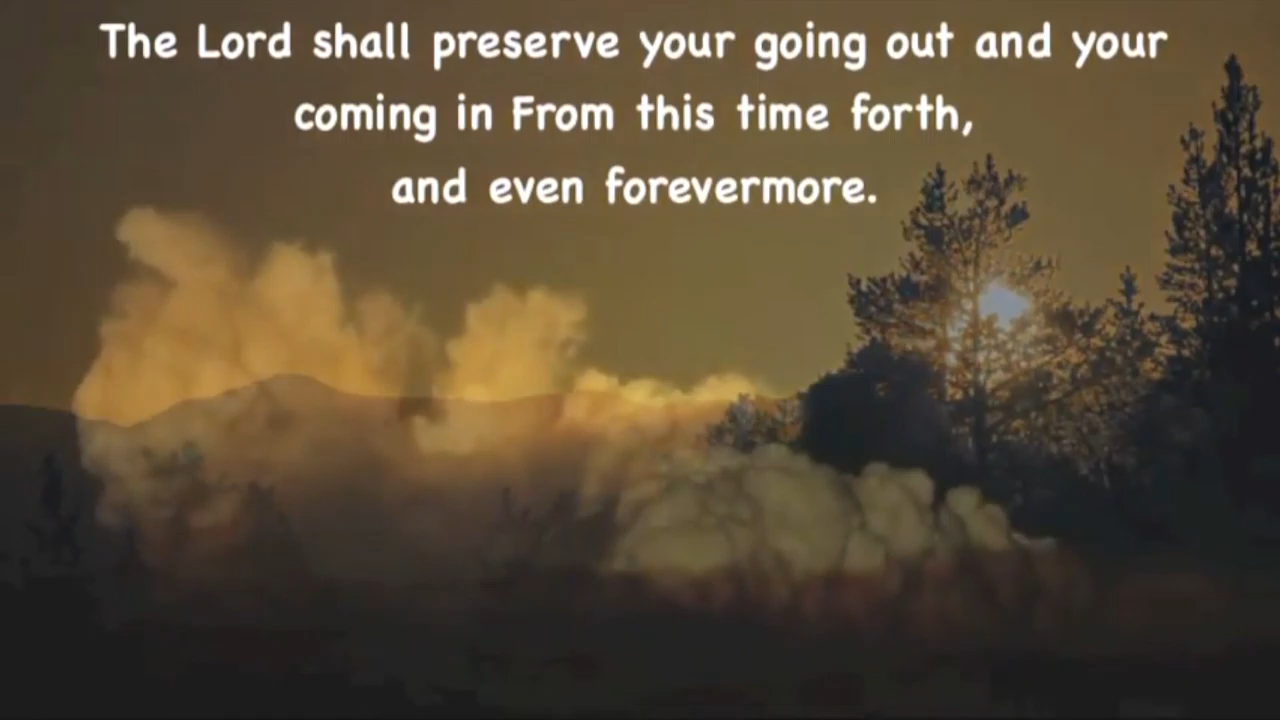 The Lord shall preserve your going out and your
coming in From this time forth,
and even forevermore.